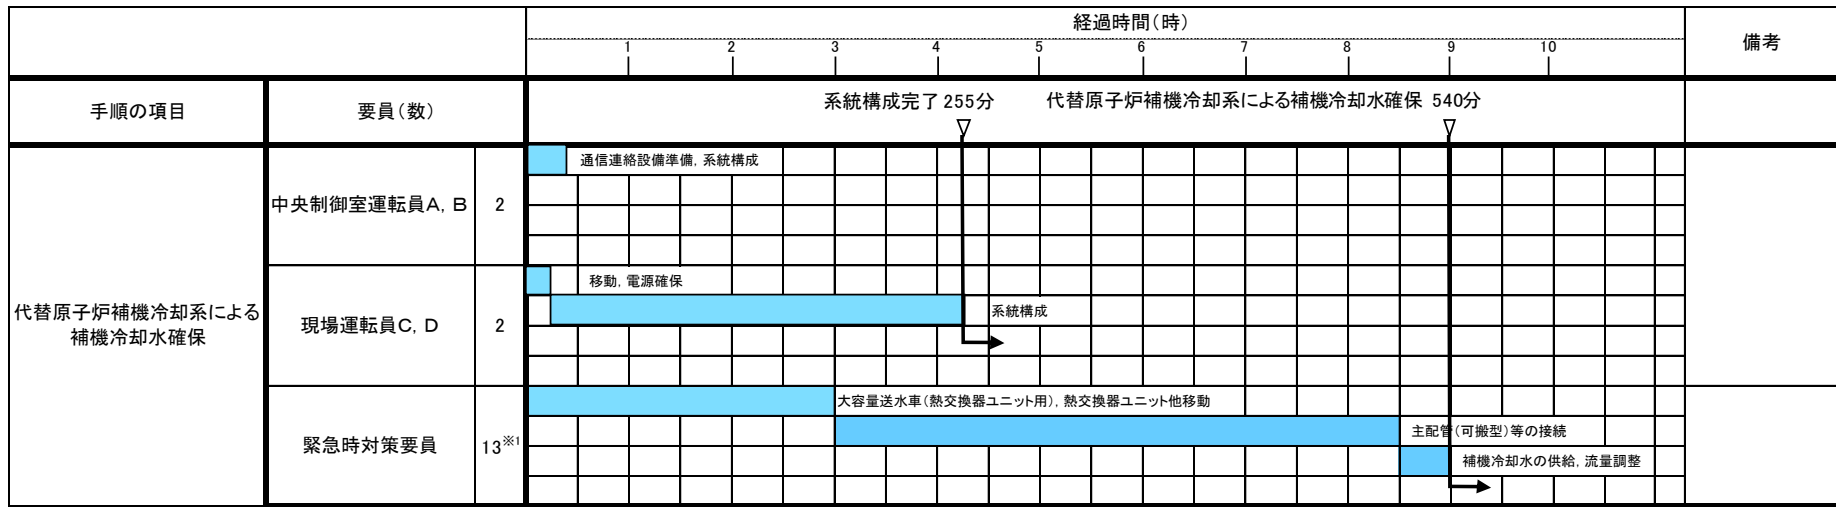 経過時間(時)
備考
1 2 3 4 5 6 7 8 9 10
手順の項目
要員(数)
系統構成完了 255分
代替原子炉補機冷却系による補機冷却水確保 540分
代替原子炉補機冷却系による
補機冷却水確保
中央制御室運転員A, B
2
通信連絡設備準備, 系統構成
現場運転員C, D
2
移動, 電源確保
系統構成
緊急時対策要員
13※1
大容量送水車(熱交換器ユニット用), 熱交換器ユニット他移動
主配管(可搬型)等の接続
補機冷却水の供給, 流量調整